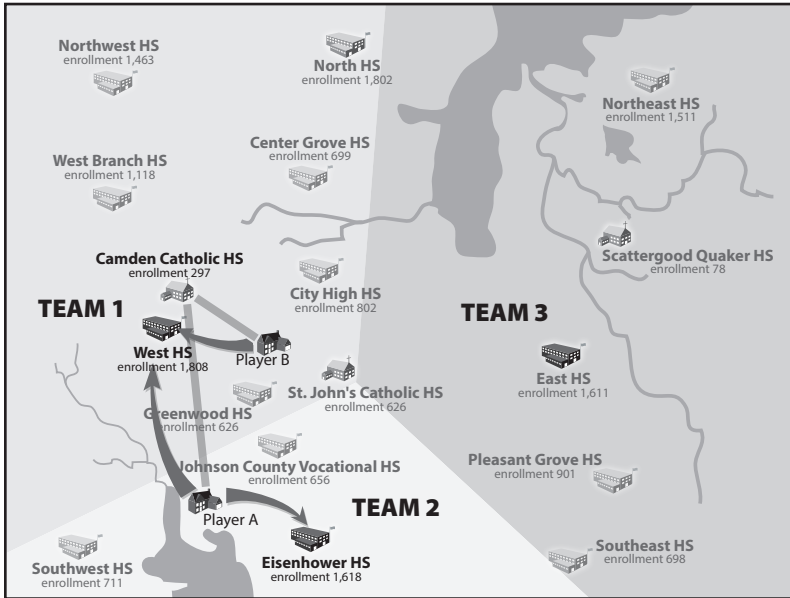 Northwest HS
enrollment 1,463
North HS
enrollment 1,802
Northeast HS
enrollment 1,511
Center Grove HS
enrollment 699
West Branch HS
enrollment 1,118
Camden Catholic HS
enrollment 297
Scattergood Quaker HS
enrollment 78
City High HS
enrollment 802
TEAM 1
TEAM 3
West HS
enrollment 1,808
Player B
East HS
enrollment 1,611
St. John's Catholic HS
enrollment 626
Greenwood HS
enrollment 626
Johnson County Vocational HS
enrollment 656
Pleasant Grove HS
enrollment 901
TEAM 2
Player A
Southwest HS
enrollment 711
Eisenhower HS
enrollment 1,618
Southeast HS
enrollment 698